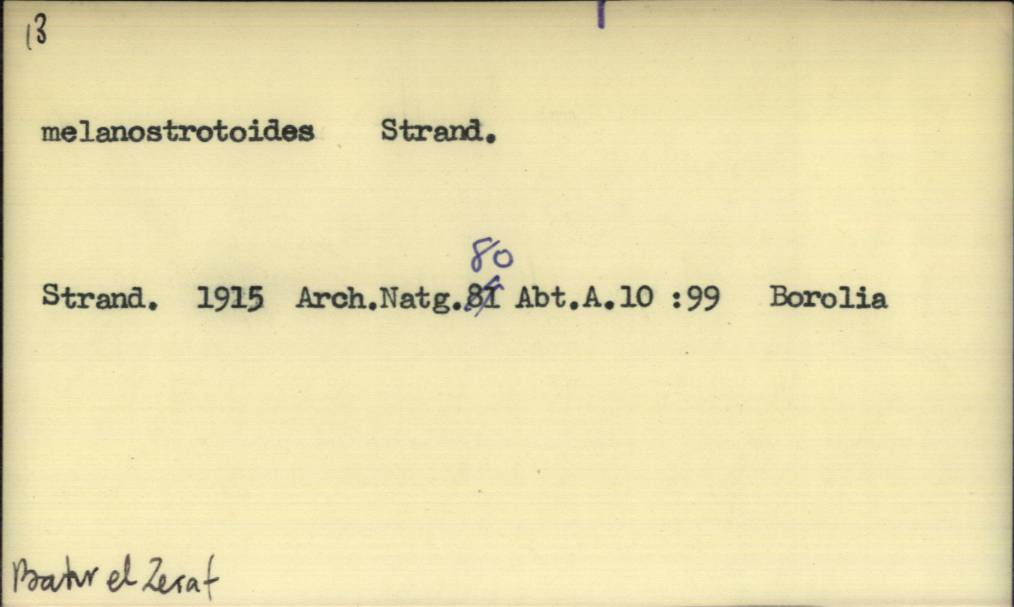 13
melanostrotoides Strand.
80
Strand. 1915 Arch.Natg.81 Abt.A.10 :99 Borolia
Bahr el Zeraf